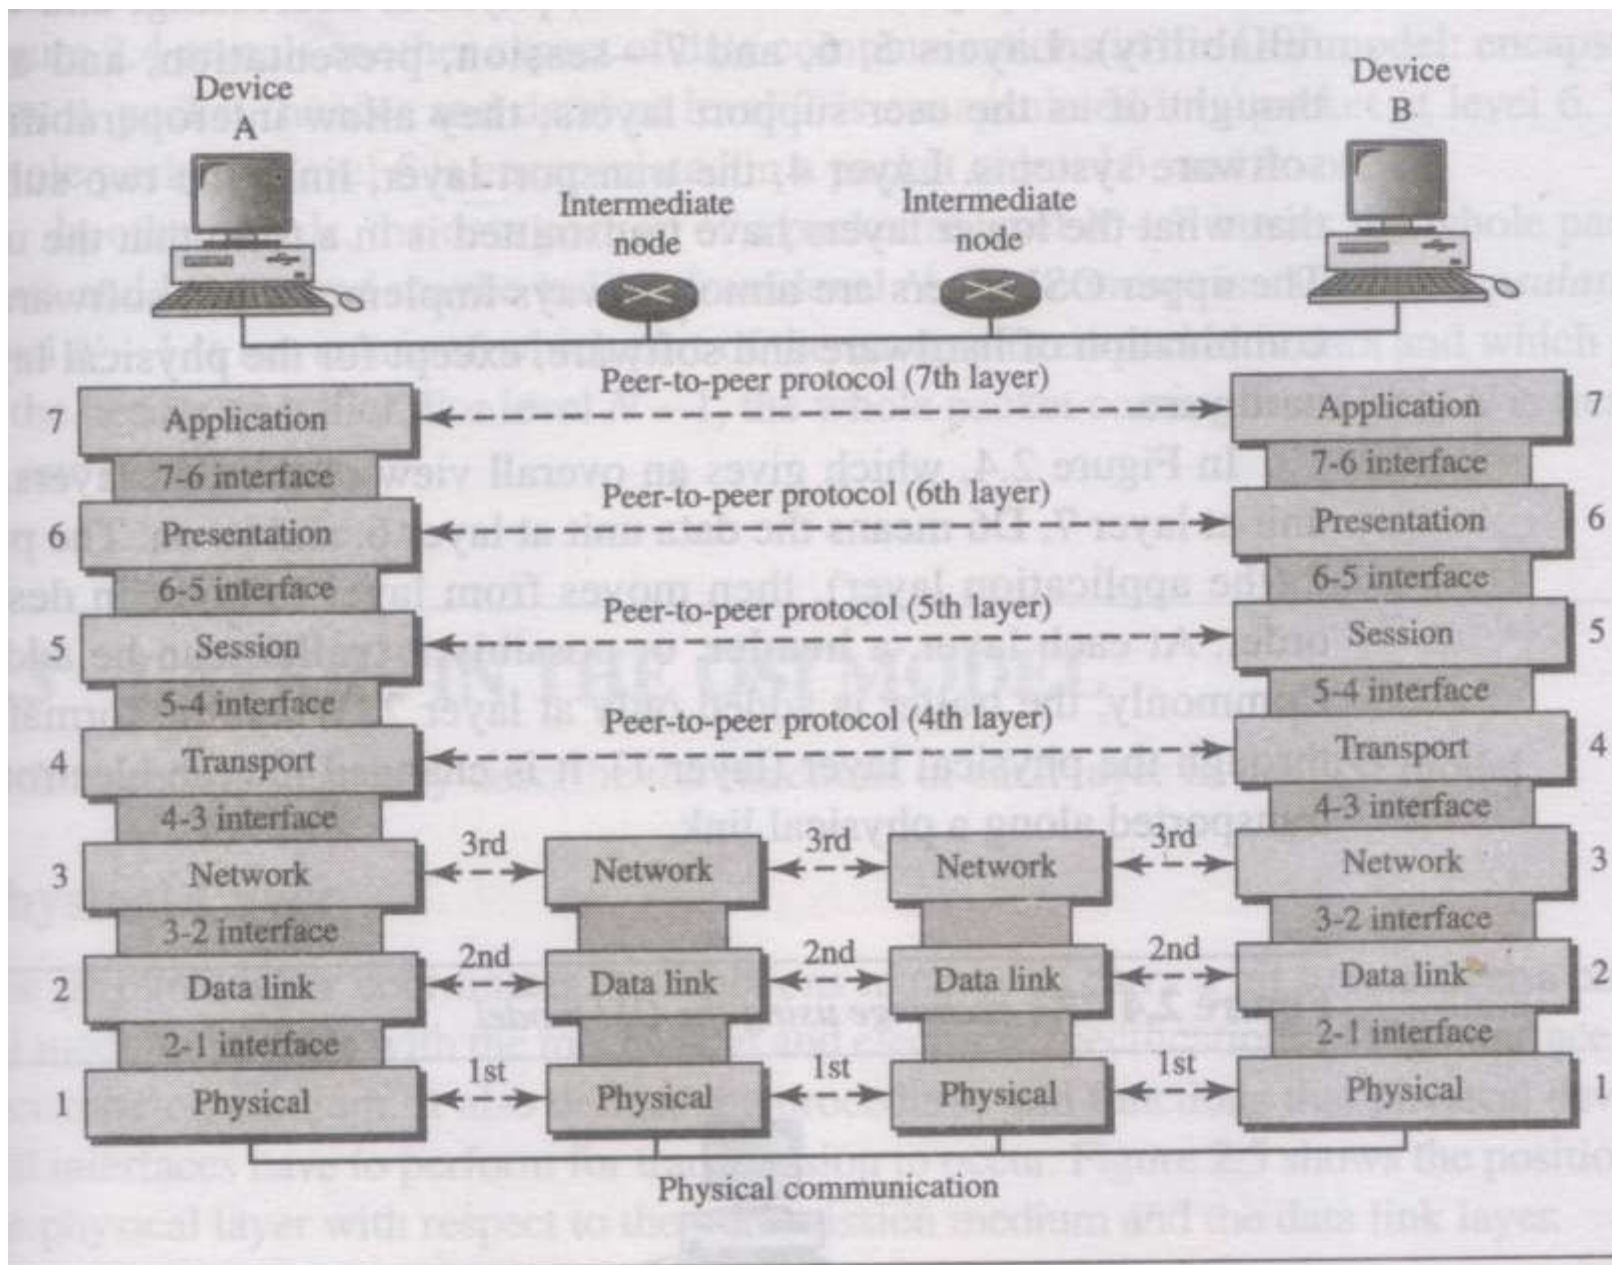 Device
A
Device
B
Intermediate
node
Intermediate
node
Peer-to-peer protocol (7th layer)
7 Application
Application 7
7-6 interface
7-6 interface
Peer-to-peer protocol (6th layer)
6 Presentation
Presentation 6
6-5 interface
6-5 interface
Peer-to-peer protocol (5th layer)
5 Session
Session 5
5-4 interface
5-4 interface
Peer-to-peer protocol (4th layer)
4 Transport
Transport 4
4-3 interface
4-3 interface
3rd 3rd 3rd
3 Network Network Network Network 3
3-2 interface
3-2 interface
2nd 2nd 2nd
2 Data link Data link Data link Data link 2
2-1 interface
2-1 interface
1st 1st 1st
1 Physical Physical Physical Physical 1
Physical communication